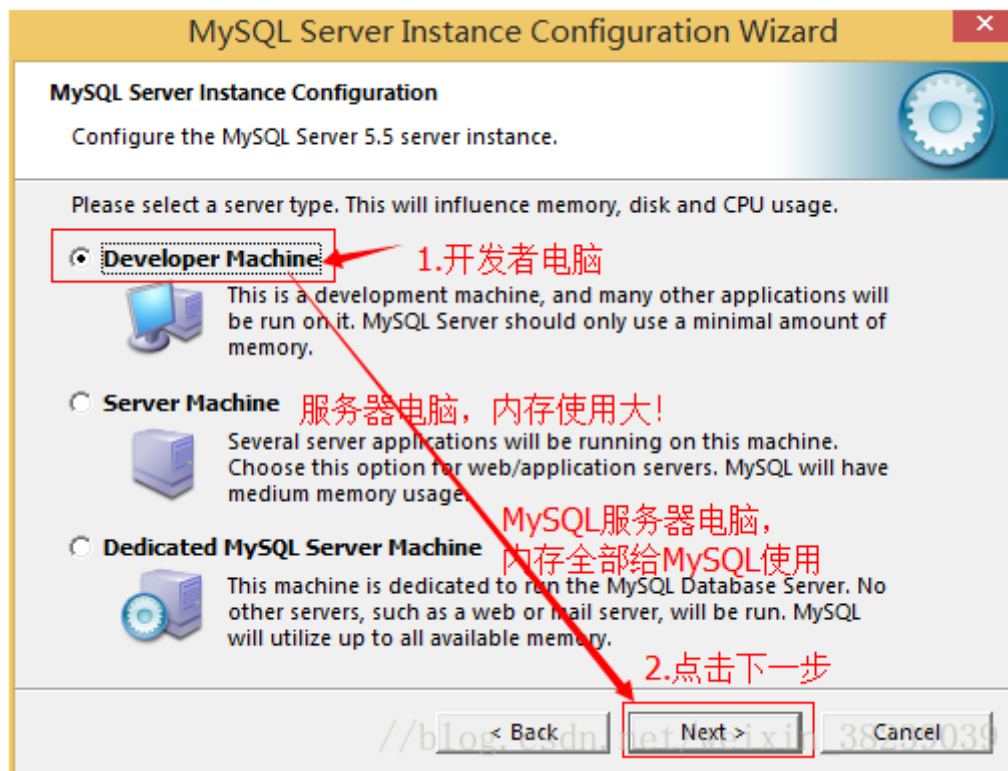 MySQL Server Instance Configuration Wizard
MySQL Server Instance Configuration
Configure the MySQL Server 5.5 server instance.
Please select a server type. This will influence memory, disk and CPU usage.
Developer Machine
1.开发者电脑
This is a development machine, and many other applications will
be run on it. MySQL Server should only use a minimal amount of
memory.
Server Machine
服务器电脑，内存使用大！
Several server applications will be running on this machine.
Choose this option for web/application servers. MySQL will have
medium memory usage.
MySQL服务器电脑，
内存全部给MySQL使用
Dedicated MySQL Server Machine
This machine is dedicated to run the MySQL Database Server. No
other servers, such as a web or mail server, will be run. MySQL
will utilize up to all available memory.
2.点击下一步
< Back
Next >
Cancel
//blog.csdn.net/weixin_38239039